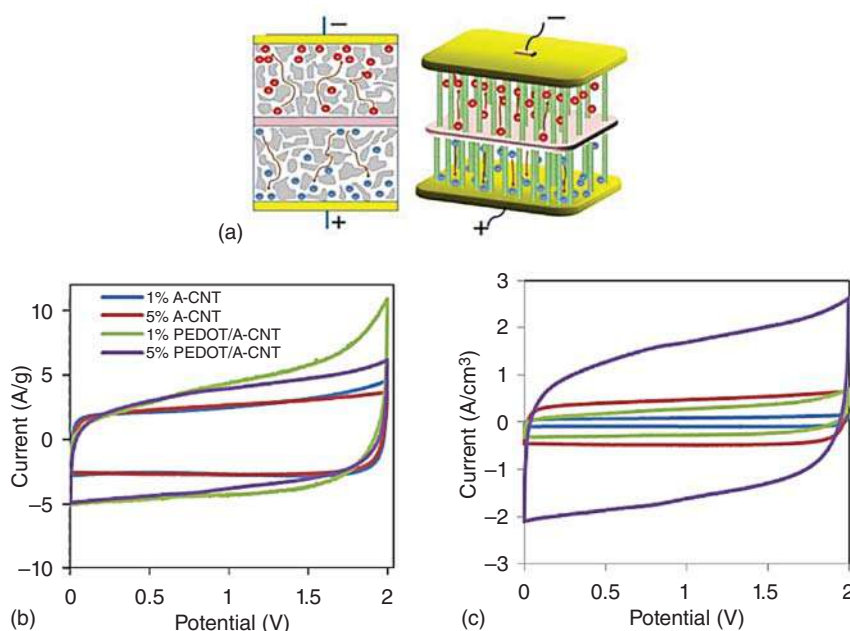 −
−
+
+
(a)
10
5
0
−5
−10
Current (A/g)
1% A-CNT
5% A-CNT
1% PEDOT/A-CNT
5% PEDOT/A-CNT
0 0.5 1 1.5 2
Potential (V)
(b)
3
2
1
0
−1
−2
−3
Current (A/cm³)
0 0.5 1 1.5 2
Potential (V)
(c)